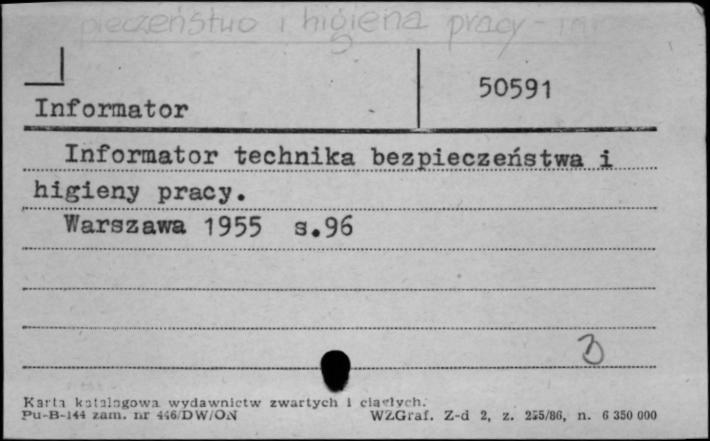 pieczeństwo i higiena pracy - in
50591
Informator
Informator technika bezpieczeństwa i
higieny pracy.
Warszawa 1955 s.96
B
Karta katalogowa wydawnictw zwartych i ciągłych.
Pu-B-144 zam. nr 446/DW/ON WZGraf. Z-d 2, z. 255/86, n. 6 350 000